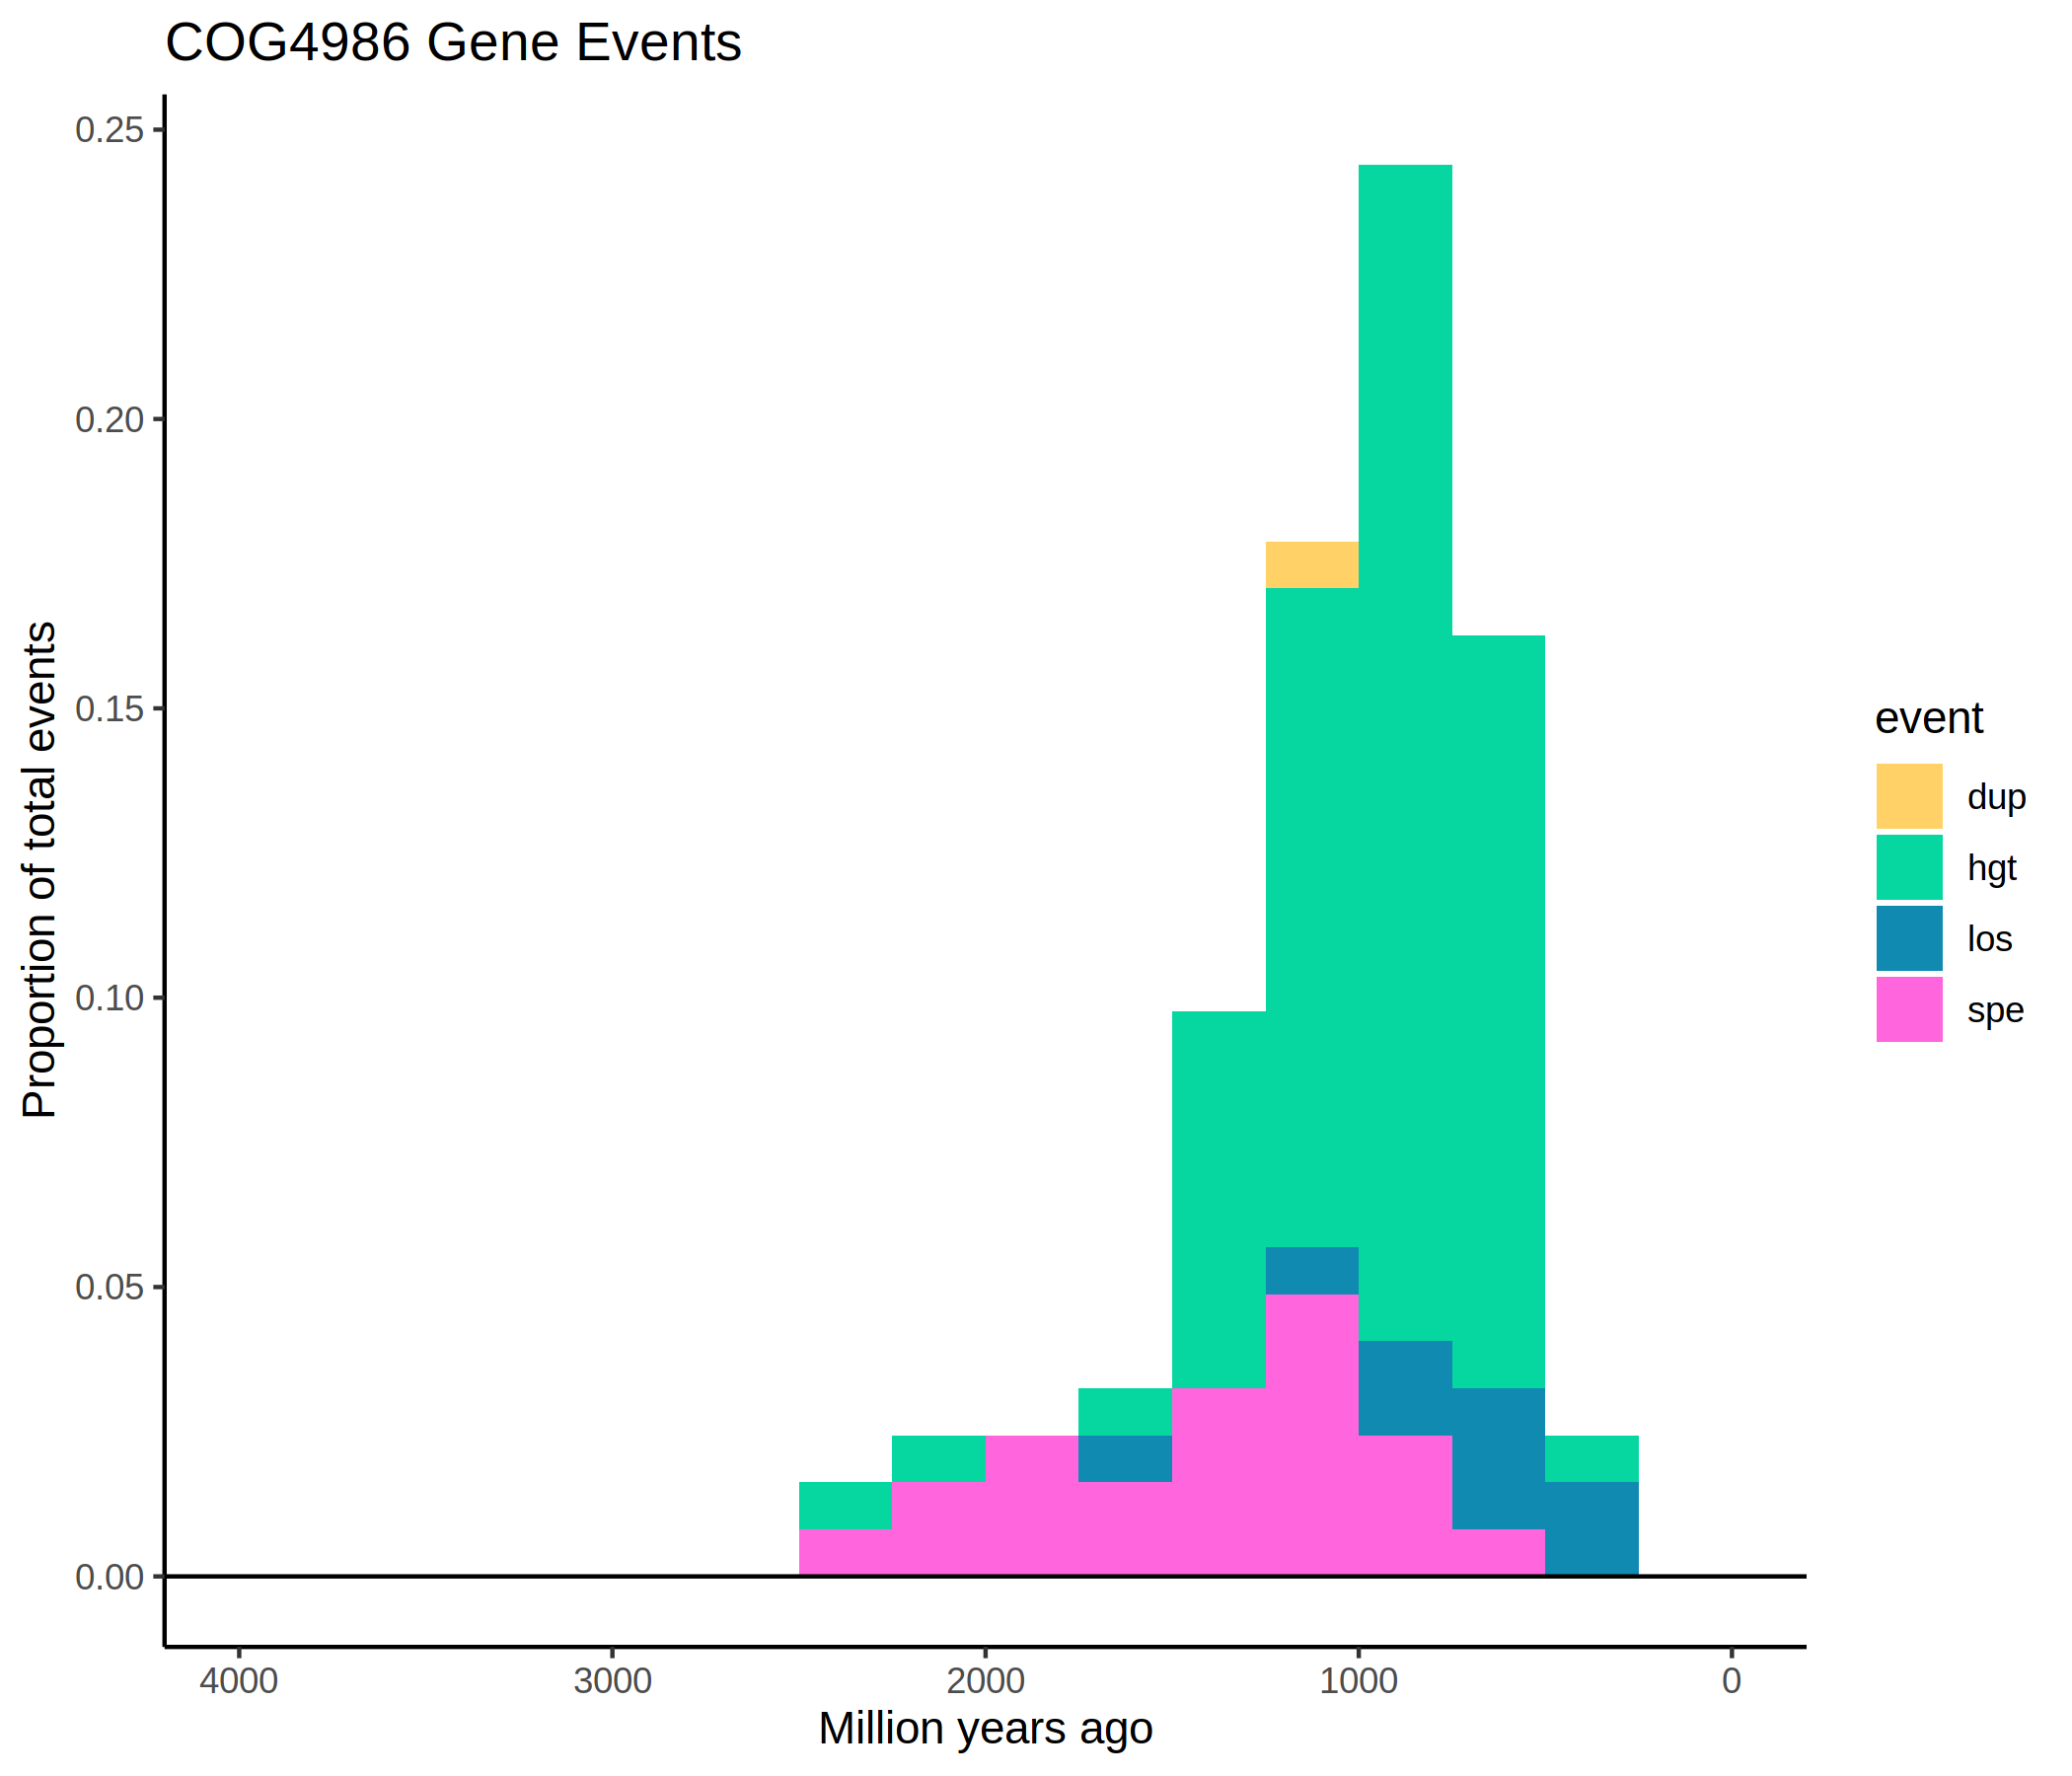 COG4986 Gene Events
Proportion of total events
0.25
0.20
0.15
0.10
0.05
0.00
4000 3000 2000 1000 0
Million years ago
event
dup
hgt
los
spe